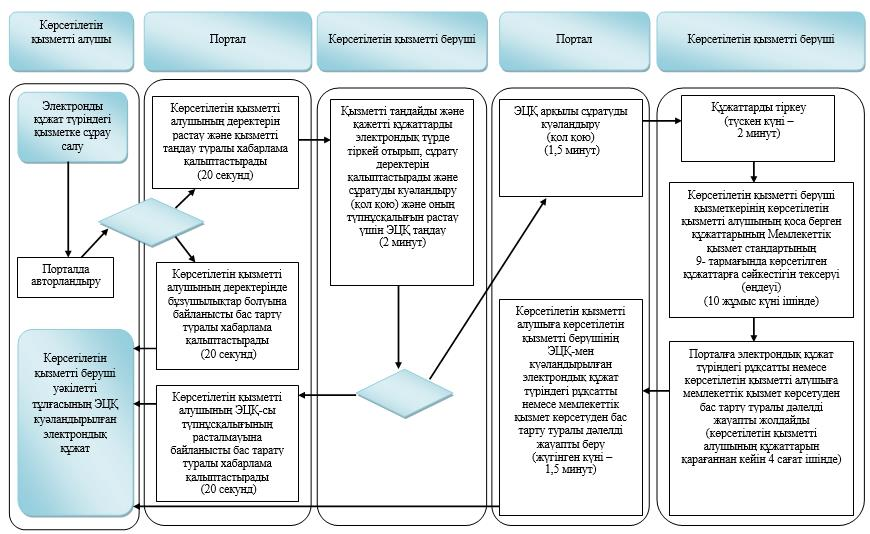 Көрсетілетін
қызметті алушы
Портал
Көрсетілетін қызметті беруші
Портал
Көрсетілетін қызметті беруші
Электронды
құжат түріндегі
қызметке сұрау
салу
Порталда
авторландыру
Көрсетілетін
қызметті беруші
уәкілетті
тұлғасының ЭЦҚ
куәландырылған
электрондық
құжат
Көрсетілетін қызметті
алушының деректерін
растау және қызметті
таңдау туралы хабарлама
қалыптастырады
(20 секунд)
Көрсетілетін қызметті
алушының деректерінде
бұзушылықтар болуына
байланысты бас тарту
туралы хабарлама
қалыптастырады
(20 секунд)
Көрсетілетін қызметті
алушының ЭЦҚ-сы
түпнұсқалығының
расталмауына
байланысты бас тарату
туралы хабарлама
қалыптастырады
(20 секунд)
Қызметті таңдайды және
қажетті құжаттарды
электрондық түрде
тіркей отырып, сұрату
деректерін
қалыптастырады және
сұратуды куәландыру
(қол қою) және оның
түпнұсқалығын растау
үшін ЭЦҚ таңдау
(2 минут)
ЭЦҚ арқылы сұратуды
куәландыру
(қол қою)
(1,5 минут)
Көрсетілетін қызметті
алушыға көрсетілетін
қызметті берушінің
ЭЦҚ-мен
куәландырылған
электрондық құжат
түріндегі рұқсатты
немесе мемлекеттік
қызмет көрсетуден бас
тарту туралы дәлелді
жауапты беру
(жүгінген күні –
1,5 минут)
Құжаттарды тіркеу
(түскен күні –
2 минут)
Көрсетілетін қызметті беруші
қызметкерінің көрсетілетін
қызметті алушының қоса берген
құжаттарының Мемлекеттік
қызмет стандартының
9- тармағында көрсетілген
құжаттарға сәйкестігін тексеруі
(өңдеуі)
(10 жұмыс күні ішінде)
Порталға электрондық құжат
түріндегі рұқсатты немесе
көрсетілетін қызметті алушыға
мемлекеттік қызмет көрсетуден
бас тарту туралы дәлелді
жауапты жолдайды
(көрсетілетін қызметті
алушының құжаттарын
қарағаннан кейін 4 сағат ішінде)